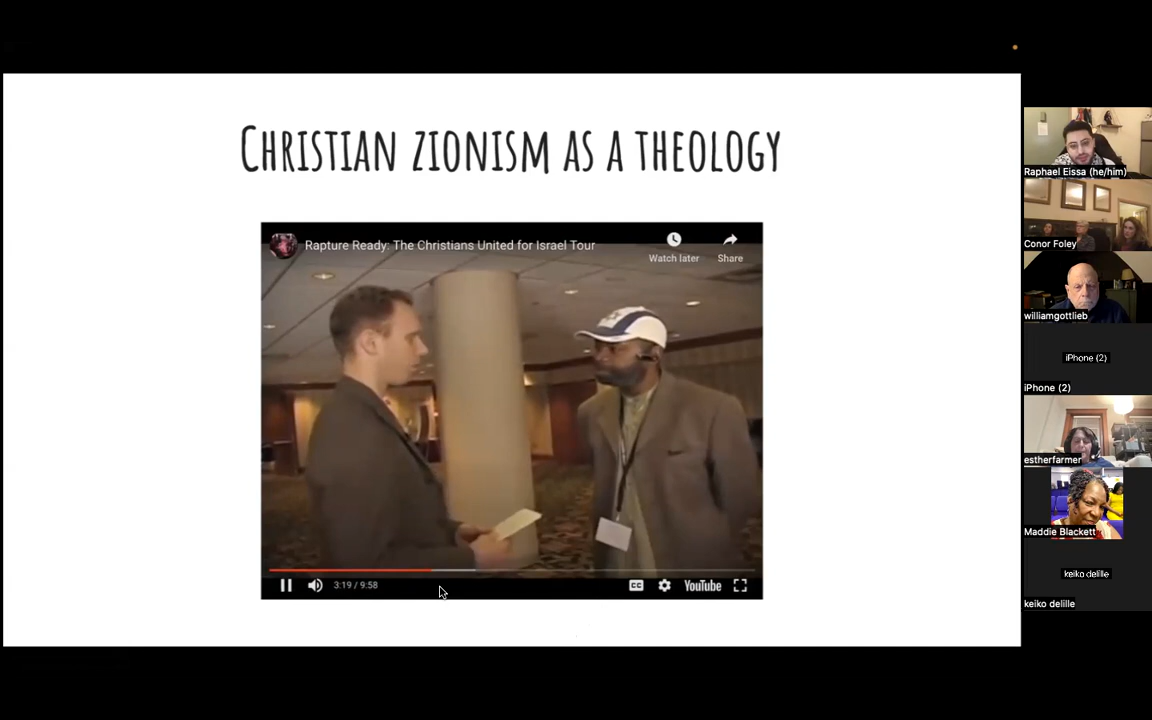 CHRISTIAN ZIONISM AS A THEOLOGY
Rapture Ready: The Christians United for Israel Tour
Watch later
Share
3:19 / 9:58
CC
YouTube
Raphael Eissa (he/him)
Conor Foley
williamgottlieb
iPhone (2)
iPhone (2)
estherfarmer
Maddie Blackett
keiko delille
keiko delille